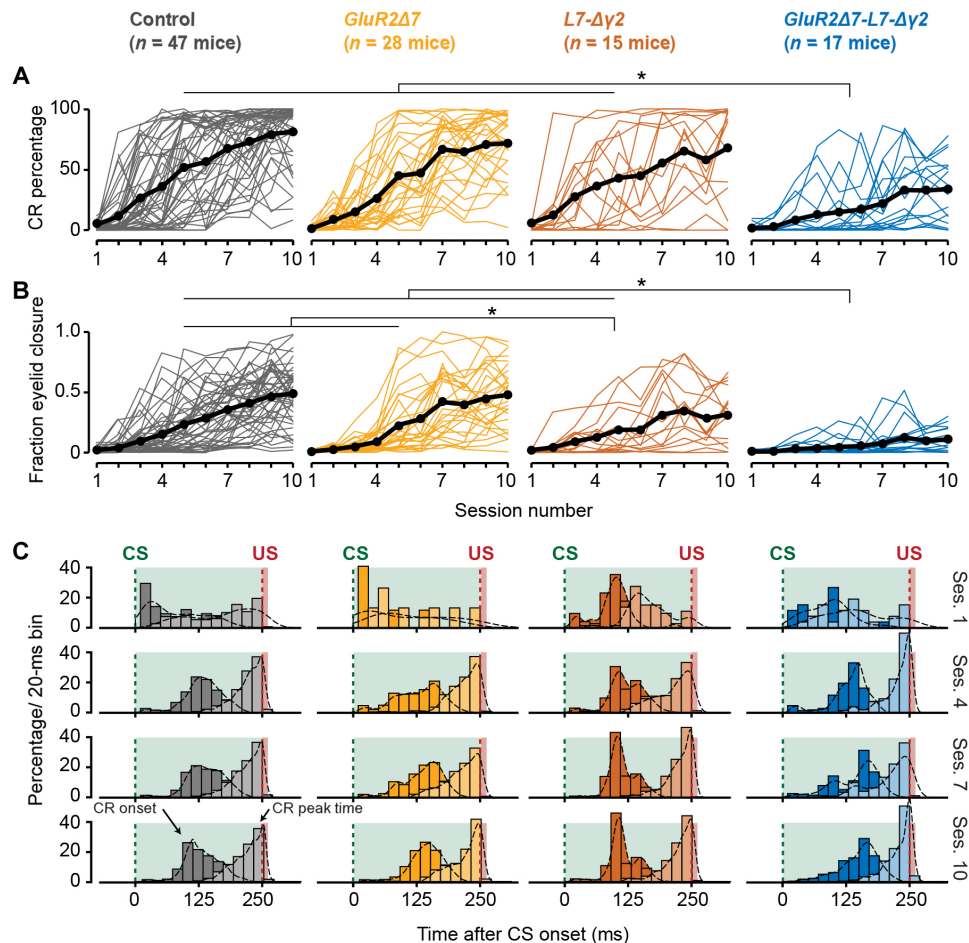 Control GluR2Δ7 L7-Δγ2 GluR2Δ7-L7-Δγ2
(n = 47 mice) (n = 28 mice) (n = 15 mice) (n = 17 mice)
A
*
CR percentage
100
50
0
1 4 7 10 1 4 7 10 1 4 7 10 1 4 7 10
B
*
*
Fraction eyelid closure
1.0
0.5
0
1 4 7 10 1 4 7 10 1 4 7 10 1 4 7 10
Session number
C
CS US CS US CS US CS US
Percentage/ 20-ms bin
40
20
0
Ses. 1
40
20
0
Ses. 4
40
20
0
Ses. 7
CR onset CR peak time
40
20
0
Ses. 10
0 125 250 0 125 250 0 125 250 0 125 250
Time after CS onset (ms)